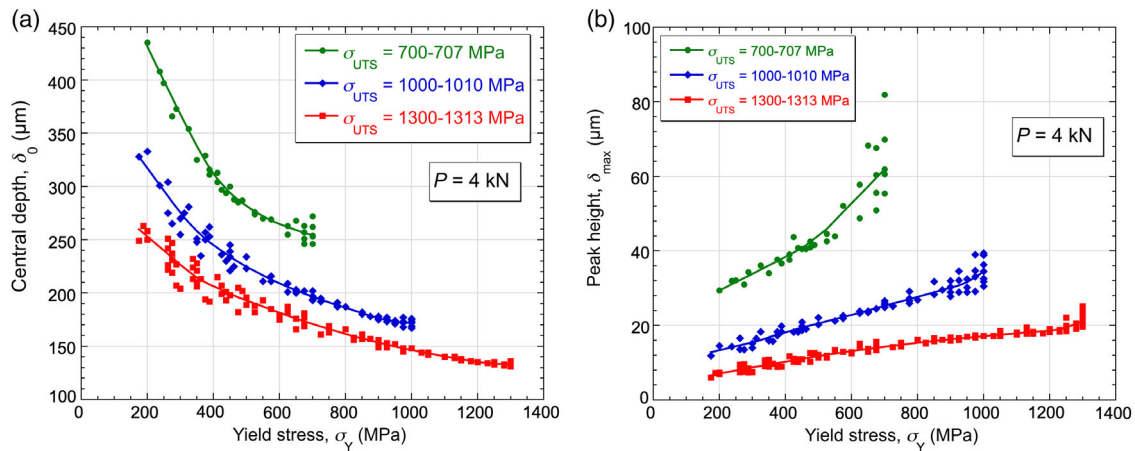 (a)
450
400
350
300
250
200
150
100
0 200 400 600 800 1000 1200 1400
Central depth, δ0 (µm)
Yield stress, σY (MPa)
σUTS = 700-707 MPa
σUTS = 1000-1010 MPa
σUTS = 1300-1313 MPa
P = 4 kN
(b)
100
80
60
40
20
0
0 200 400 600 800 1000 1200 1400
Peak height, δmax (µm)
Yield stress, σY (MPa)
σUTS = 700-707 MPa
σUTS = 1000-1010 MPa
σUTS = 1300-1313 MPa
P = 4 kN